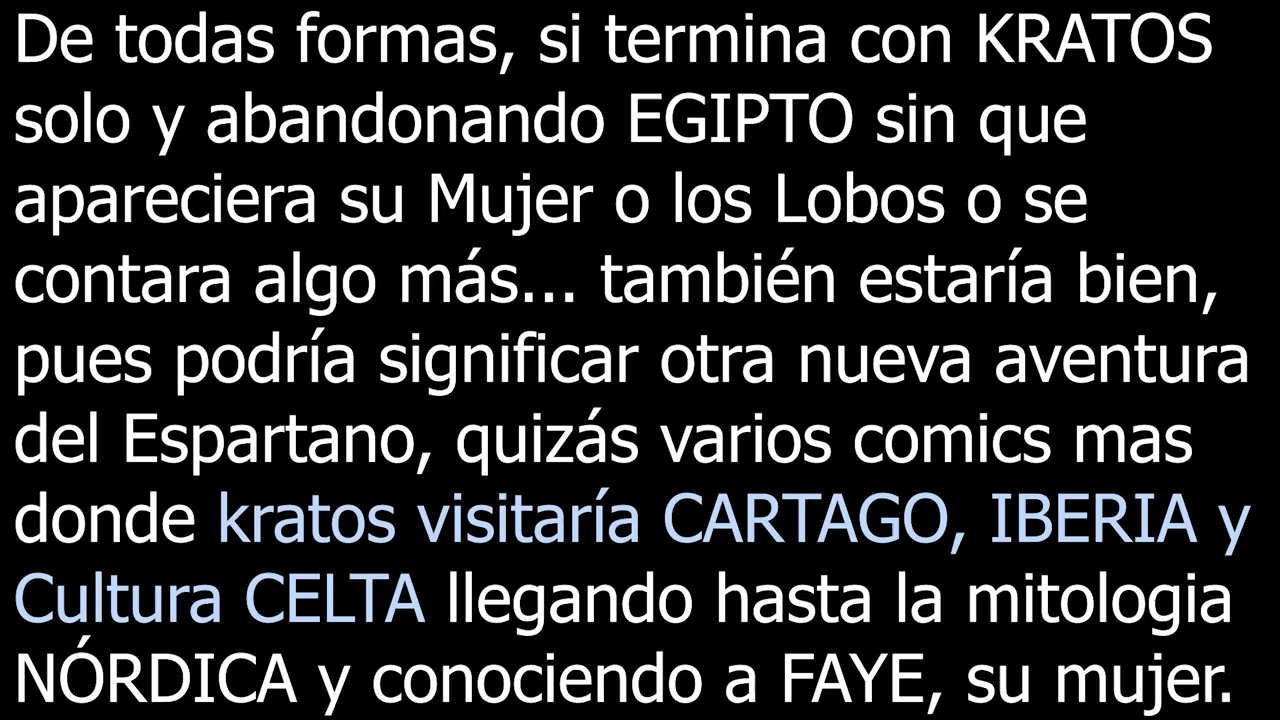 De todas formas, si termina con KRATOS
solo y abandonando EGIPTO sin que
apareciera su Mujer o los Lobos o se
contara algo más... también estaría bien,
pues podría significar otra nueva aventura
del Espartano, quizás varios comics mas
donde kratos visitaría CARTAGO, IBERIA y
Cultura CELTA llegando hasta la mitologia
NÓRDICA y conociendo a FAYE, su mujer.